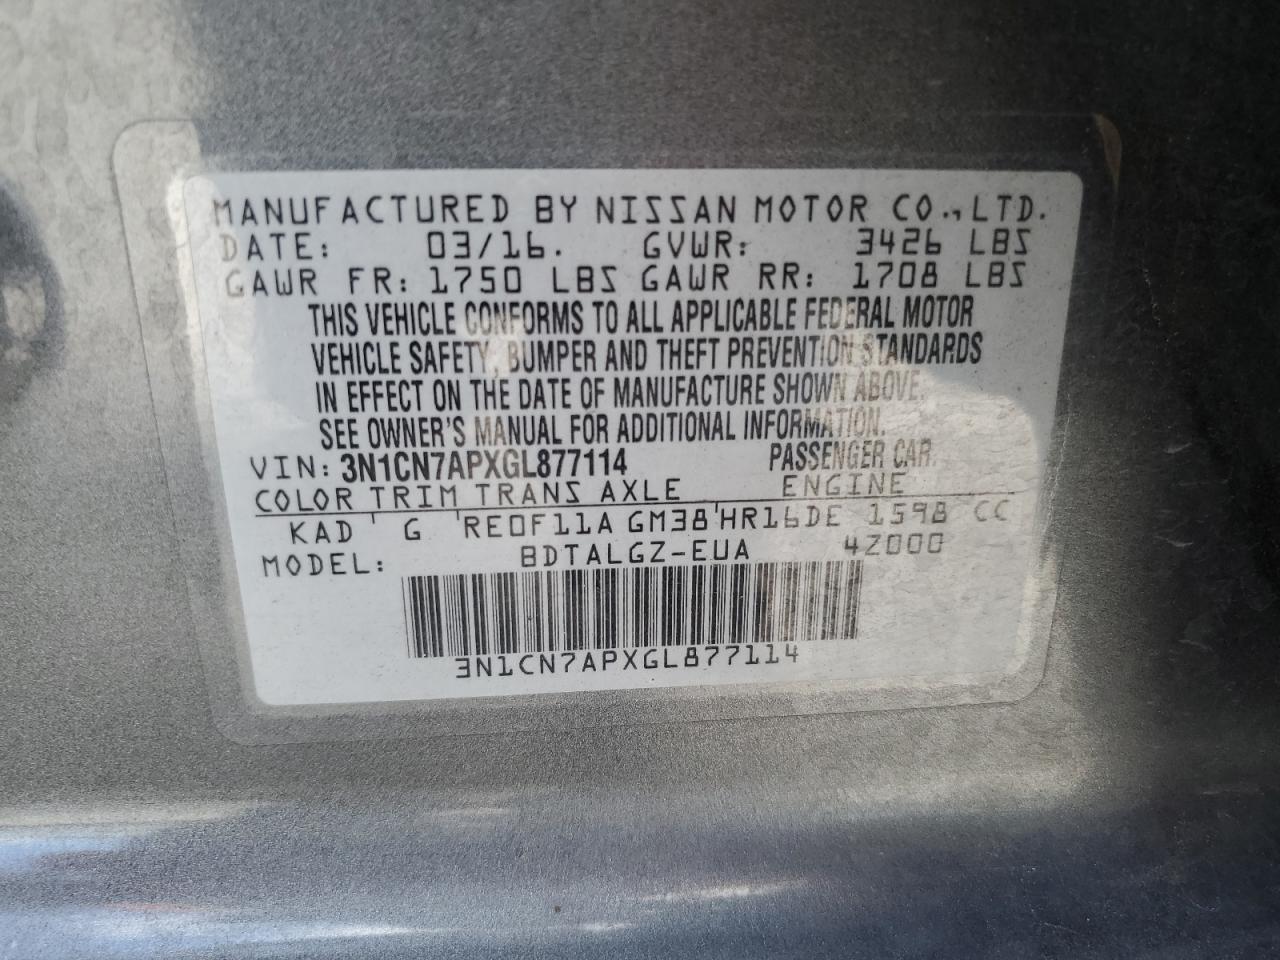 MANUFACTURED BY NISSAN MOTOR CO.,LTD.
DATE: 03/16. GVWR: 3426 LBS
GAWR FR: 1750 LBS GAWR RR: 1708 LBS
THIS VEHICLE CONFORMS TO ALL APPLICABLE FEDERAL MOTOR
VEHICLE SAFETY, BUMPER AND THEFT PREVENTION STANDARDS
IN EFFECT ON THE DATE OF MANUFACTURE SHOWN ABOVE.
SEE OWNER'S MANUAL FOR ADDITIONAL INFORMATION.
VIN: 3N1CN7APXGL877114 PASSENGER CAR.
COLOR TRIM TRANS AXLE ENGINE
KAD ' G 'RE0F11A GM38'HR16DE 1598 CC
MODEL: BDTALGZ-EUA 42000
3N1CN7APXGL877114